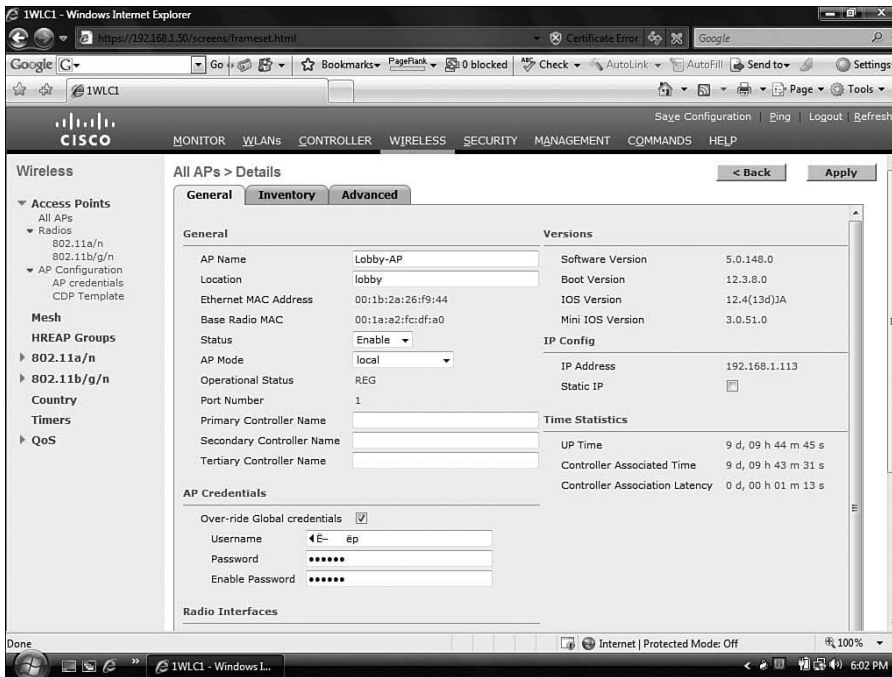 1WLC1 - Windows Internet Explorer
https://192.168.1.50/screens/frameset.html
Certificate Error
Google
Google
Go
Bookmarks
PageRank
0 blocked
ABC
Check
AutoLink
AutoFill
Send to
Settings
1WLC1
Page
Tools
Save Configuration | Ping | Logout | Refresh
CISCO
MONITOR WLANs CONTROLLER WIRELESS SECURITY MANAGEMENT COMMANDS HELP
Wireless
Access Points
All APs
Radios
802.11a/n
802.11b/g/n
AP Configuration
AP credentials
CDP Template
Mesh
HREAP Groups
802.11a/n
802.11b/g/n
Country
Timers
QoS
All APs > Details
< Back
Apply
General Inventory Advanced
General
AP Name Lobby-AP
Location lobby
Ethernet MAC Address 00:1b:2a:26:f9:44
Base Radio MAC 00:1a:a2:fc:df:a0
Status Enable
AP Mode local
Operational Status REG
Port Number 1
Primary Controller Name
Secondary Controller Name
Tertiary Controller Name
AP Credentials
Over-ride Global credentials
Username
Password ••••••
Enable Password ••••••
Radio Interfaces
Versions
Software Version 5.0.148.0
Boot Version 12.3.8.0
IOS Version 12.4(13d)JA
Mini IOS Version 3.0.51.0
IP Config
IP Address 192.168.1.113
Static IP
Time Statistics
UP Time 9 d, 09 h 44 m 45 s
Controller Associated Time 9 d, 09 h 43 m 31 s
Controller Association Latency 0 d, 00 h 01 m 13 s
Done
Internet | Protected Mode: Off
100%
1WLC1 - Windows I...
6:02 PM